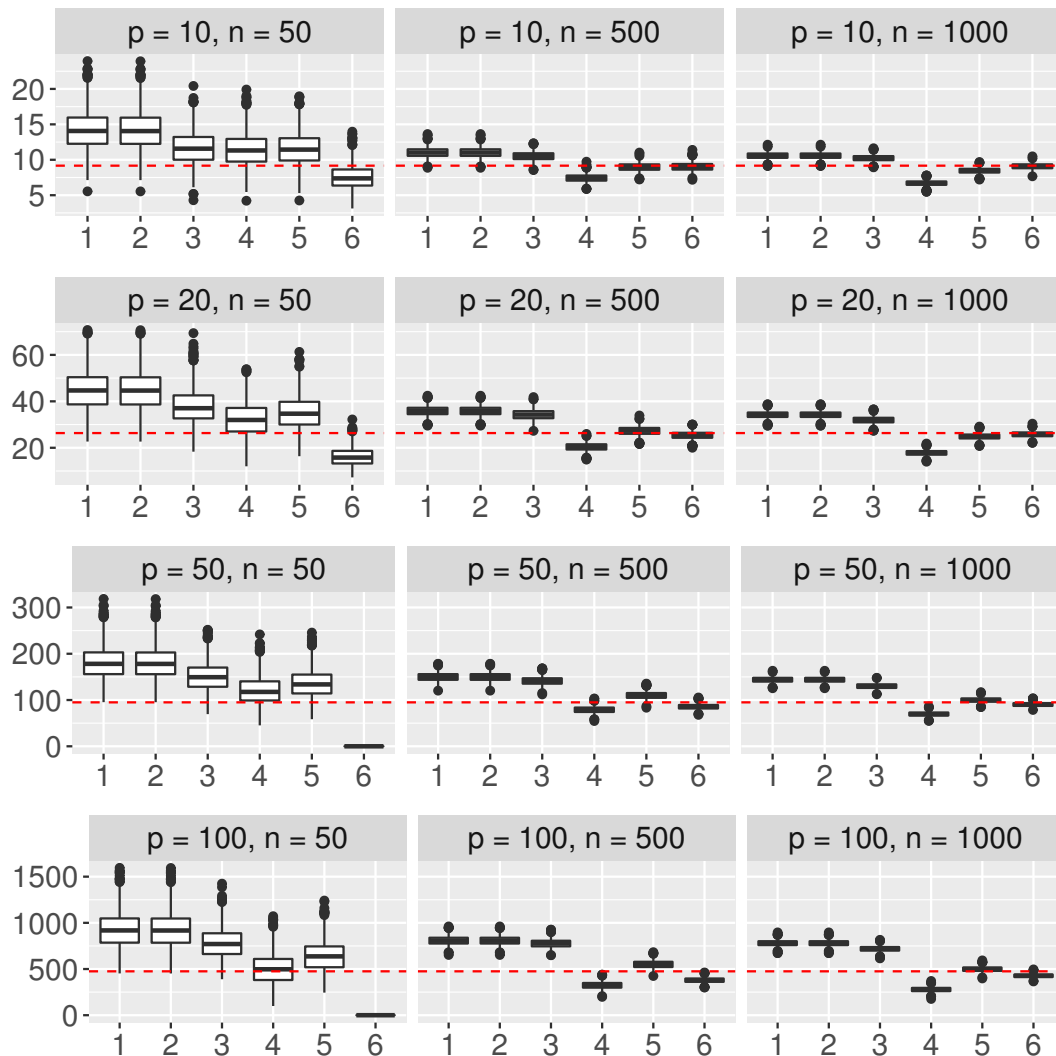 p = 10, n = 50
p = 10, n = 500
p = 10, n = 1000
20
15
10
5
1 2 3 4 5 6
1 2 3 4 5 6
1 2 3 4 5 6
p = 20, n = 50
p = 20, n = 500
p = 20, n = 1000
60
40
20
1 2 3 4 5 6
1 2 3 4 5 6
1 2 3 4 5 6
p = 50, n = 50
p = 50, n = 500
p = 50, n = 1000
300
200
100
0
1 2 3 4 5 6
1 2 3 4 5 6
1 2 3 4 5 6
p = 100, n = 50
p = 100, n = 500
p = 100, n = 1000
1500
1000
500
0
1 2 3 4 5 6
1 2 3 4 5 6
1 2 3 4 5 6